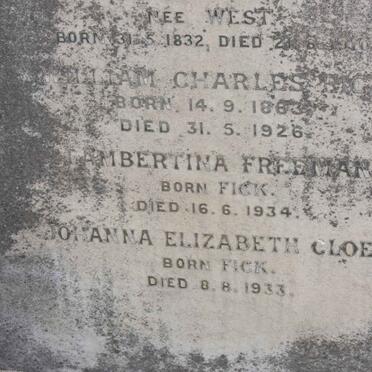 NEE WEST.
BORN 31.5.1832, DIED
WILLIAM CHARLES
BORN 14.9.1863
DIED 31.5.1926.
LAMBERTINA FREEMAN
BORN FICK.
DIED 16.6.1934.
JOHANNA ELIZABETH CLOE
BORN FICK.
DIED 8.8.1933.